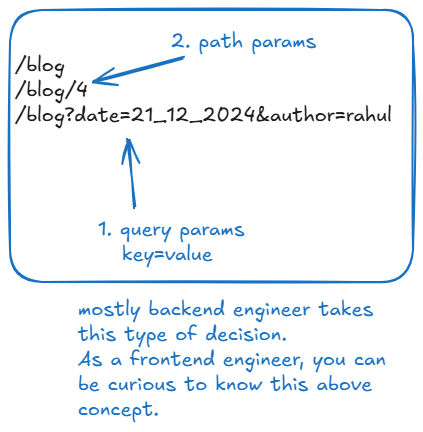 2. path params
/blog
/blog/4
/blog?date=21_12_2024&author=rahul
1. query params
key=value
mostly backend engineer takes
this type of decision.
As a frontend engineer, you can
be curious to know this above
concept.